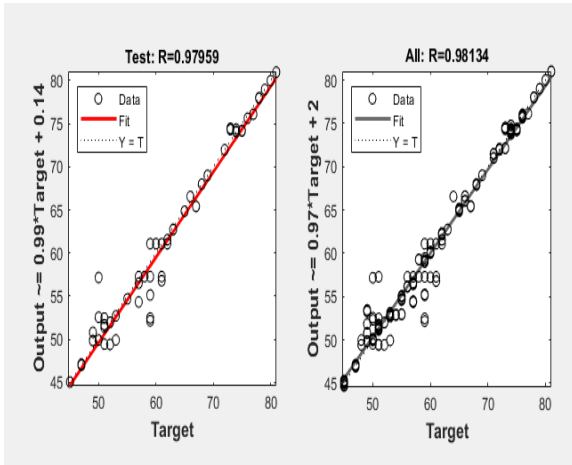 Test: R=0.97959
Output ~= 0.99*Target + 0.14
80
75
70
65
60
55
50
45
Data
Fit
Y = T
50
60
70
80
Target
All: R=0.98134
Output ~= 0.97*Target + 2
80
75
70
65
60
55
50
45
Data
Fit
Y = T
50
60
70
80
Target